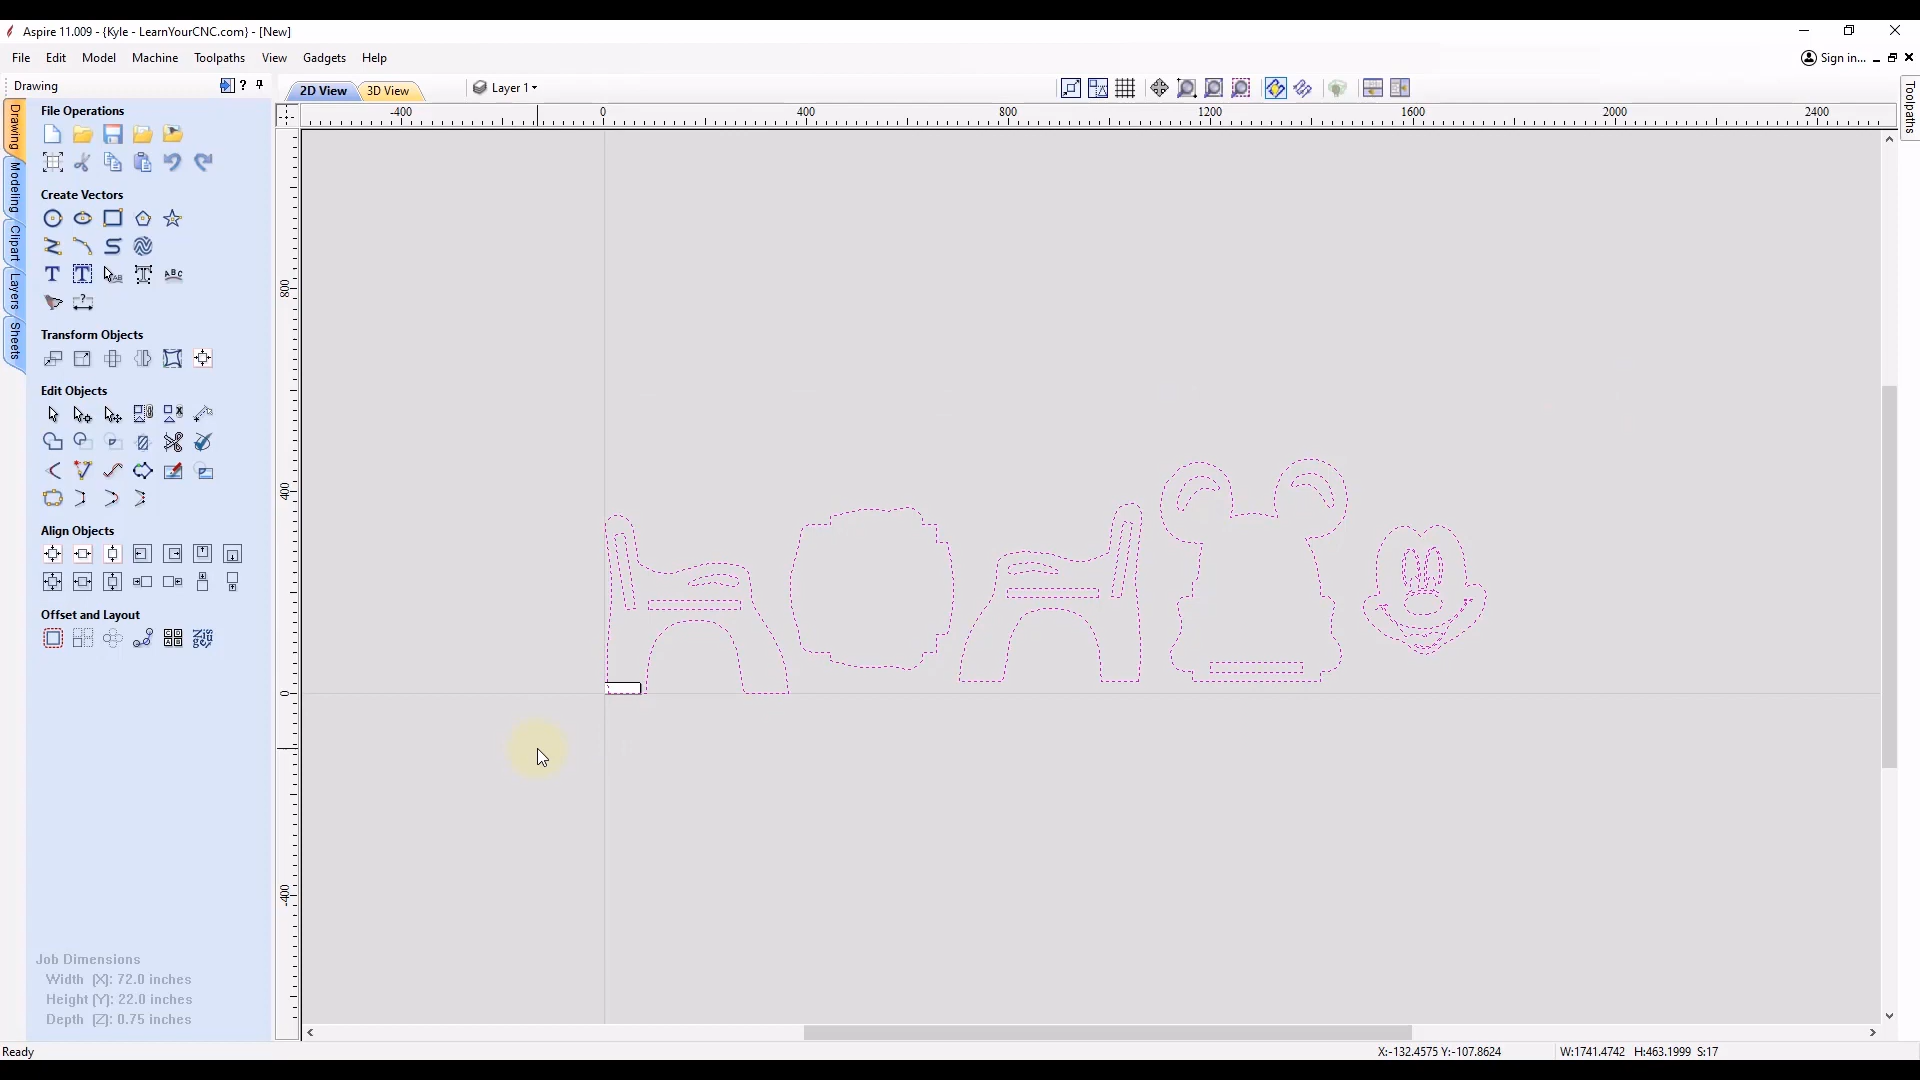 Aspire 11.009 - {Kyle - LearnYourCNC.com} - [New]
File Edit Model Machine Toolpaths View Gadgets Help
Sign in...
Drawing ?
2D View 3D View Layer 1
Toolpaths
Drawing
Modeling
Clipart
Layers
Sheets
File Operations
Create Vectors
Transform Objects
Edit Objects
Align Objects
Offset and Layout
-400 0 400 800 1200 1600 2000 2400
800
400
0
-400
Job Dimensions
Width (X): 72.0 inches
Height (Y): 22.0 inches
Depth (Z): 0.75 inches
Ready
X:-132.4575 Y:-107.8624
W:1741.4742 H:463.1999 S:17